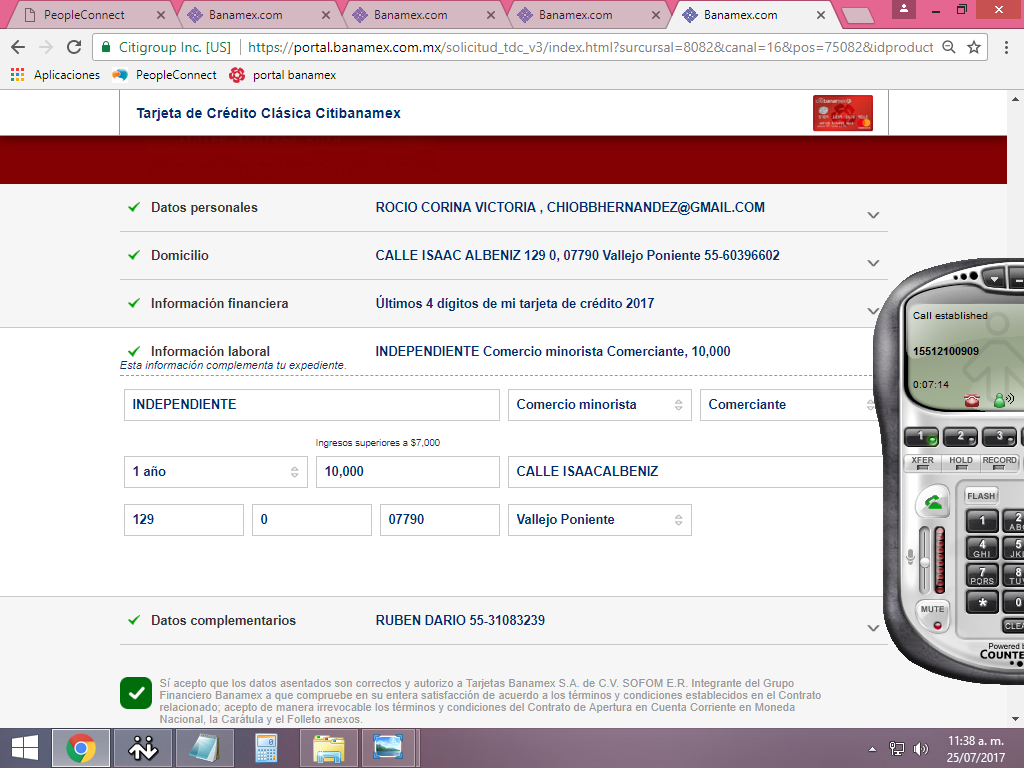 PeopleConnect
Banamex.com
Banamex.com
Banamex.com
Banamex.com
Citigroup Inc. [US] https://portal.banamex.com.mx/solicitud_tdc_v3/index.html?surcursal=8082&canal=16&pos=75082&idproduct
Aplicaciones PeopleConnect portal banamex
Tarjeta de Crédito Clásica Citibanamex
Datos personales ROCIO CORINA VICTORIA , CHIOBBHERNANDEZ@GMAIL.COM
Domicilio CALLE ISAAC ALBENIZ 129 0, 07790 Vallejo Poniente 55-60396602
Información financiera Últimos 4 dígitos de mi tarjeta de crédito 2017
Información laboral INDEPENDIENTE Comercio minorista Comerciante, 10,000
Esta información complementa tu expediente.
INDEPENDIENTE Comercio minorista Comerciante
Ingresos superiores a $7,000
1 año 10,000 CALLE ISAACALBENIZ
129 0 07790 Vallejo Poniente
Datos complementarios RUBEN DARIO 55-31083239
Sí acepto que los datos asentados son correctos y autorizo a Tarjetas Banamex S.A. de C.V. SOFOM E.R. Integrante del Grupo
Financiero Banamex a que compruebe en su entera satisfacción de acuerdo a los términos y condiciones establecidos en el Contrato
relacionado; acepto de manera irrevocable los términos y condiciones del Contrato de Apertura en Cuenta Corriente en Moneda
Nacional, la Carátula y el Folleto anexos.
Call established
15512100909
0:07:14
1 2 3
XFER HOLD RECORD
FLASH
1 2
4 5
GHI
7 8
PQRS
* 0
MUTE
Powered b
COUNTE
11:38 a. m.
25/07/2017